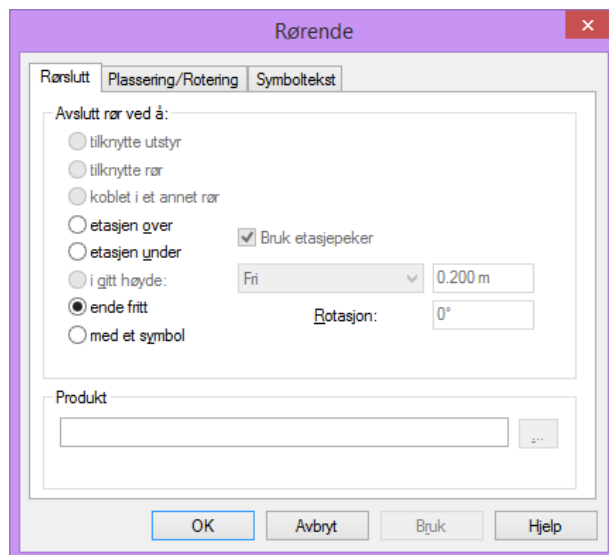 Rørende
Rørslutt Plassering/Rotering Symboltekst
Avslutt rør ved å:
tilknytte utstyr
tilknytte rør
koblet i et annet rør
etasjen over
Bruk etasjepeker
etasjen under
i gitt høyde: Fri 0.200 m
ende fritt
Rotasjon: 0°
med et symbol
Produkt
...
OK Avbryt Bruk Hjelp